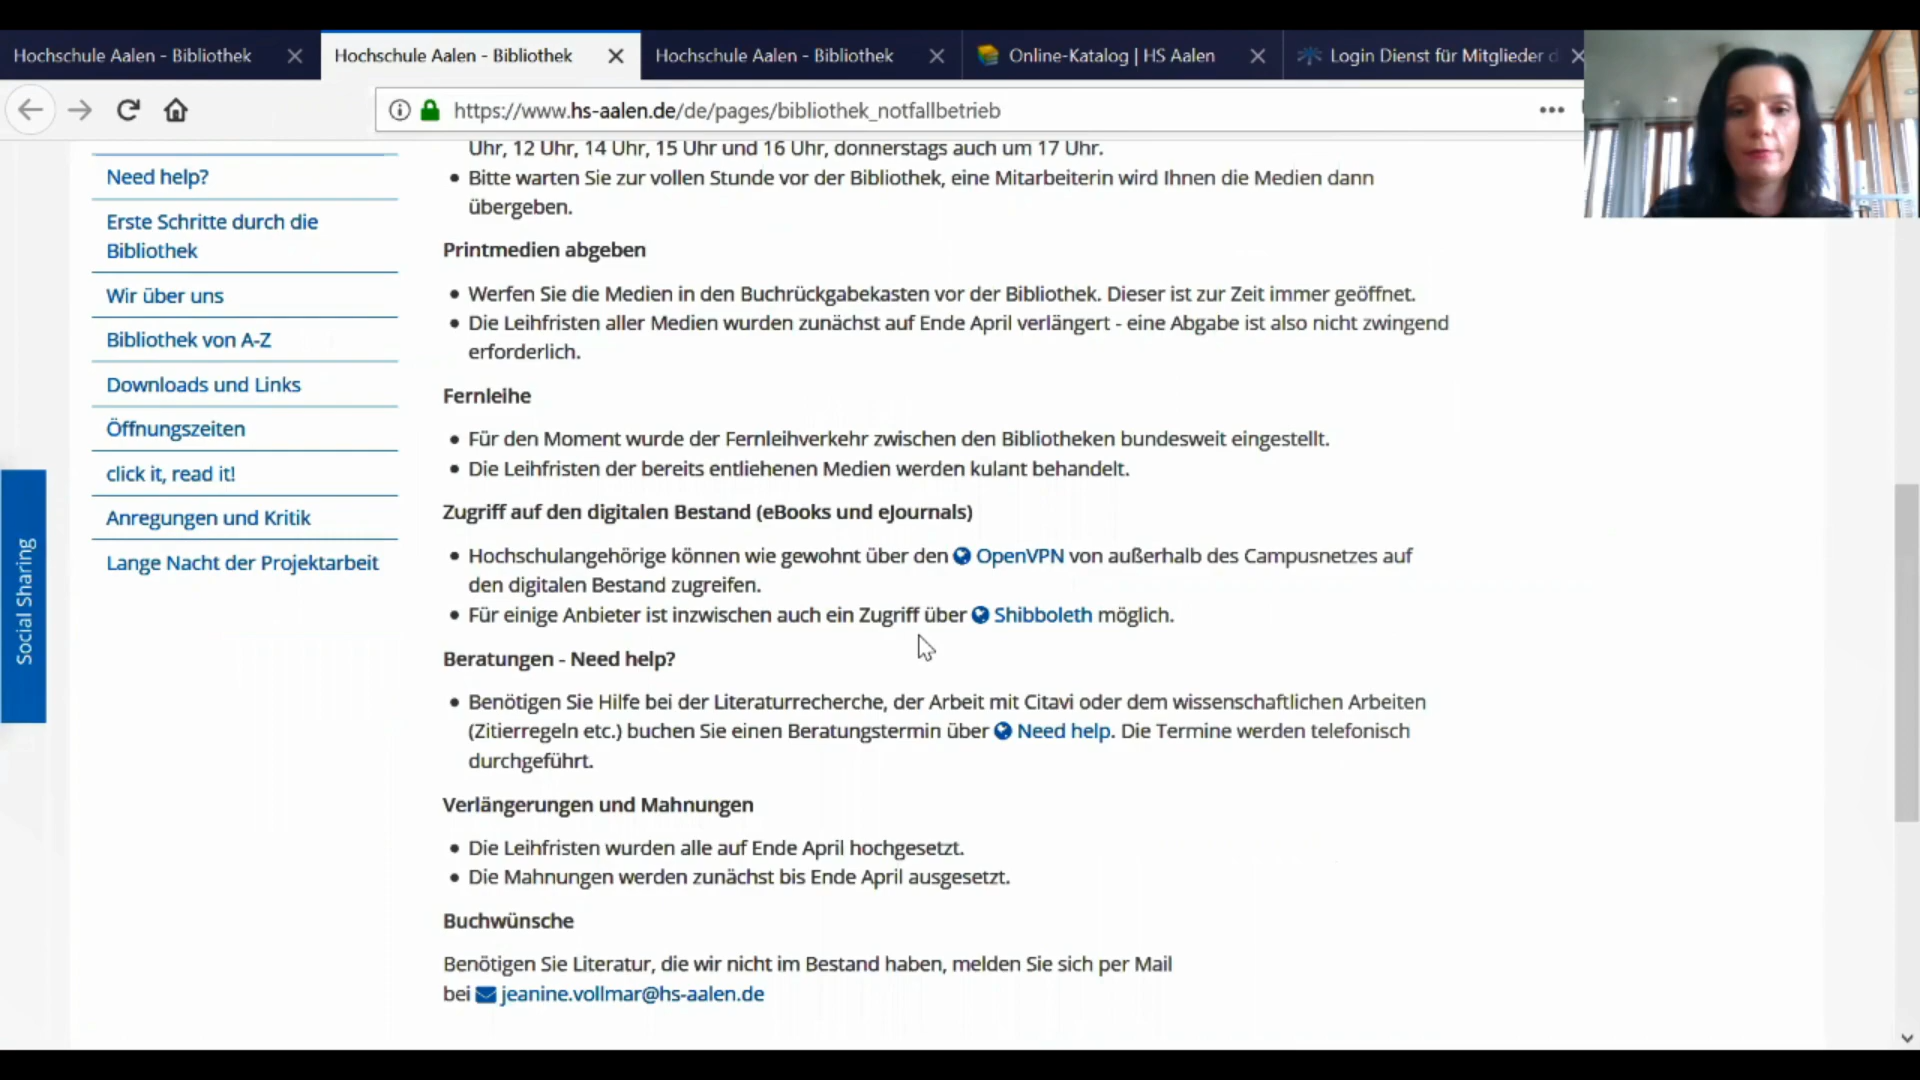 Hochschule Aalen - Bibliothek
Hochschule Aalen - Bibliothek
Hochschule Aalen - Bibliothek
Online-Katalog | HS Aalen
Login Dienst für Mitglieder d
https://www.hs-aalen.de/de/pages/bibliothek_notfallbetrieb
Need help?
Erste Schritte durch die
Bibliothek
Wir über uns
Bibliothek von A-Z
Downloads und Links
Öffnungszeiten
click it, read it!
Anregungen und Kritik
Lange Nacht der Projektarbeit
Social Sharing
Uhr, 12 Uhr, 14 Uhr, 15 Uhr und 16 Uhr, donnerstags auch um 17 Uhr.
• Bitte warten Sie zur vollen Stunde vor der Bibliothek, eine Mitarbeiterin wird Ihnen die Medien dann
übergeben.
Printmedien abgeben
• Werfen Sie die Medien in den Buchrückgabekasten vor der Bibliothek. Dieser ist zur Zeit immer geöffnet.
• Die Leihfristen aller Medien wurden zunächst auf Ende April verlängert - eine Abgabe ist also nicht zwingend
erforderlich.
Fernleihe
• Für den Moment wurde der Fernleihverkehr zwischen den Bibliotheken bundesweit eingestellt.
• Die Leihfristen der bereits entliehenen Medien werden kulant behandelt.
Zugriff auf den digitalen Bestand (eBooks und eJournals)
• Hochschulangehörige können wie gewohnt über den OpenVPN von außerhalb des Campusnetzes auf
den digitalen Bestand zugreifen.
• Für einige Anbieter ist inzwischen auch ein Zugriff über Shibboleth möglich.
Beratungen - Need help?
• Benötigen Sie Hilfe bei der Literaturrecherche, der Arbeit mit Citavi oder dem wissenschaftlichen Arbeiten
(Zitierregeln etc.) buchen Sie einen Beratungstermin über Need help. Die Termine werden telefonisch
durchgeführt.
Verlängerungen und Mahnungen
• Die Leihfristen wurden alle auf Ende April hochgesetzt.
• Die Mahnungen werden zunächst bis Ende April ausgesetzt.
Buchwünsche
Benötigen Sie Literatur, die wir nicht im Bestand haben, melden Sie sich per Mail
bei jeanine.vollmar@hs-aalen.de